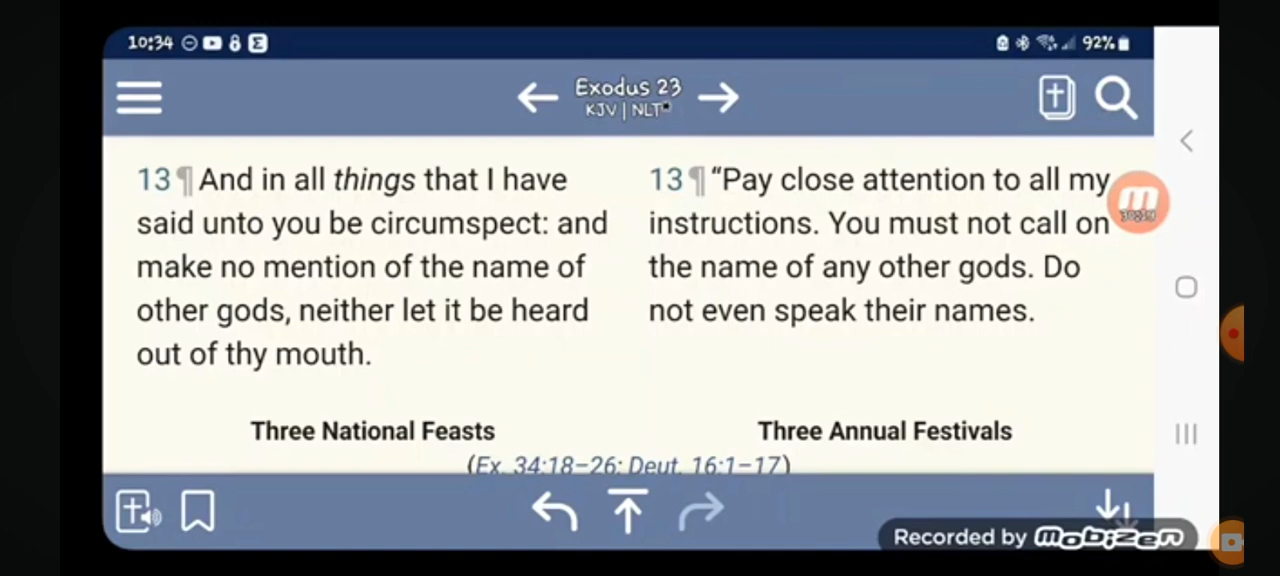 10:34
92%
Exodus 23
KJV | NLT*
13 ¶ And in all things that I have
said unto you be circumspect: and
make no mention of the name of
other gods, neither let it be heard
out of thy mouth.
13 ¶ “Pay close attention to all my
instructions. You must not call on
the name of any other gods. Do
not even speak their names.
30:19
Three National Feasts
Three Annual Festivals
(Ex. 34:18–26; Deut. 16:1–17)
Recorded by mobizen